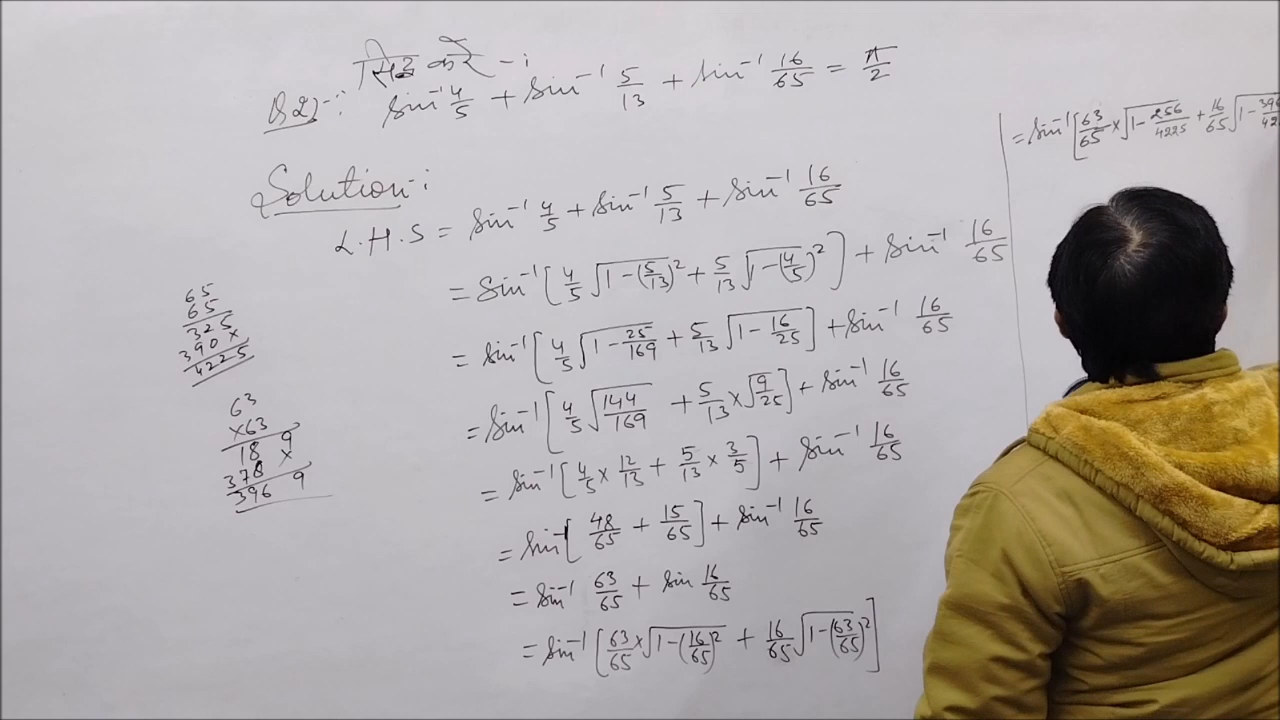 सिद्ध करें -:
Q 2) -: sin⁻¹ 4/5 + sin⁻¹ 5/13 + sin⁻¹ 16/65 = π/2
Solution -:
L.H.S = sin⁻¹ 4/5 + sin⁻¹ 5/13 + sin⁻¹ 16/65
= sin⁻¹[4/5 √(1-(5/13)²) + 5/13 √(1-(4/5)²)] + sin⁻¹ 16/65
= sin⁻¹[4/5 √(1-25/169) + 5/13 √(1-16/25)] + sin⁻¹ 16/65
= sin⁻¹[4/5 √(144/169) + 5/13 × √(9/25)] + sin⁻¹ 16/65
= sin⁻¹[4/5 × 12/13 + 5/13 × 3/5] + sin⁻¹ 16/65
= sin⁻¹[48/65 + 15/65] + sin⁻¹ 16/65
= sin⁻¹ 63/65 + sin 16/65
= sin⁻¹[63/65 × √(1-(16/65)²) + 16/65 √(1-(63/65)²)]
65
65
325
390×
4225
63
×63
189
378×
3969
= sin⁻¹[63/65 × √(1-256/4225) + 16/65 √(1-